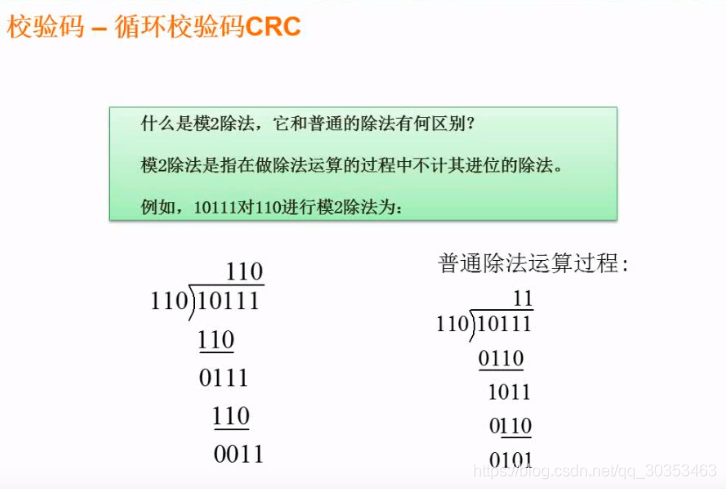 校验码 – 循环校验码CRC
什么是模2除法，它和普通的除法有何区别？
模2除法是指在做除法运算的过程中不计其进位的除法。
例如，10111对110进行模2除法为：
110
110)10111
110
0111
110
0011
普通除法运算过程：
11
110)10111
0110
1011
0110
0101
https://blog.csdn.net/qq_30353463